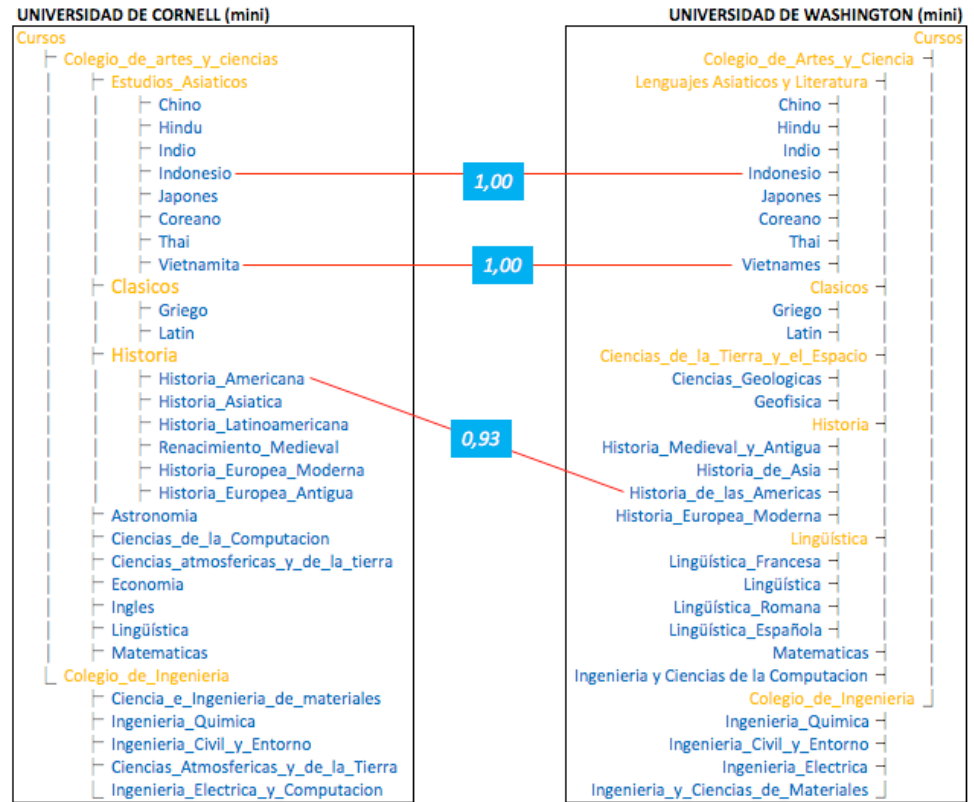 UNIVERSIDAD DE CORNELL (mini)
Cursos
Colegio_de_artes_y_ciencias
Estudios_Asiaticos
Chino
Hindu
Indio
Indonesio
Japones
Coreano
Thai
Vietnamita
Clasicos
Griego
Latin
Historia
Historia_Americana
Historia_Asiatica
Historia_Latinoamericana
Renacimiento_Medieval
Historia_Europea_Moderna
Historia_Europea_Antigua
Astronomia
Ciencias_de_la_Computacion
Ciencias_atmosfericas_y_de_la_tierra
Economia
Ingles
Lingüística
Matematicas
Colegio_de_Ingenieria
Ciencia_e_Ingenieria_de_materiales
Ingenieria_Quimica
Ingenieria_Civil_y_Entorno
Ciencias_Atmosfericas_y_de_la_Tierra
Ingenieria_Electrica_y_Computacion
1,00
1,00
0,93
UNIVERSIDAD DE WASHINGTON (mini)
Cursos
Colegio_de_Artes_y_Ciencia
Lenguajes Asiaticos y Literatura
Chino
Hindu
Indio
Indonesio
Japones
Coreano
Thai
Vietnames
Clasicos
Griego
Latin
Ciencias_de_la_Tierra_y_el_Espacio
Ciencias_Geologicas
Geofisica
Historia
Historia_Medieval_y_Antigua
Historia_de_Asia
Historia_de_las_Americas
Historia_Europea_Moderna
Lingüística
Lingüística_Francesa
Lingüística
Lingüística_Romana
Lingüística_Española
Matematicas
Ingenieria y Ciencias de la Computacion
Colegio_de_Ingenieria
Ingenieria_Quimica
Ingenieria_Civil_y_Entorno
Ingenieria_Electrica
Ingenieria_y_Ciencias_de_Materiales